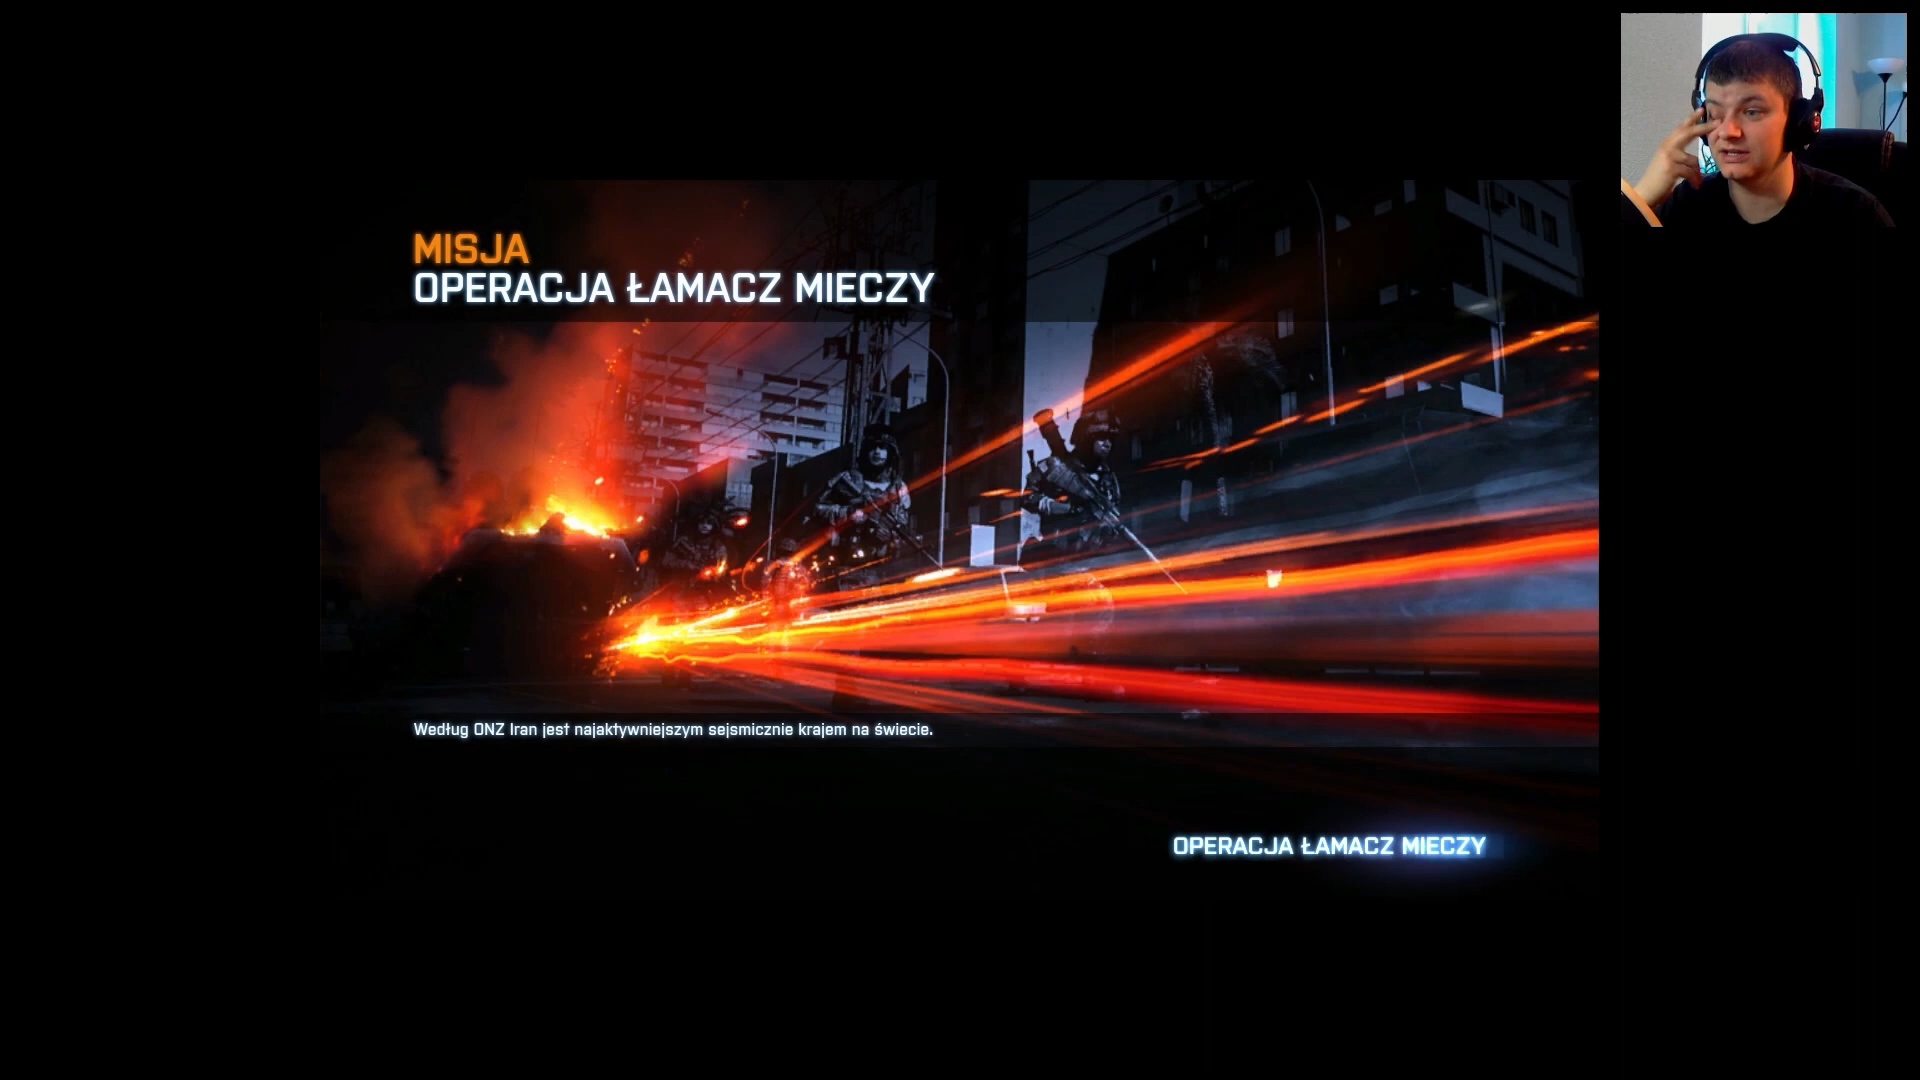 MISJA
OPERACJA ŁAMACZ MIECZY
Według ONZ Iran jest najaktywniejszym sejsmicznie krajem na świecie.
OPERACJA ŁAMACZ MIECZY